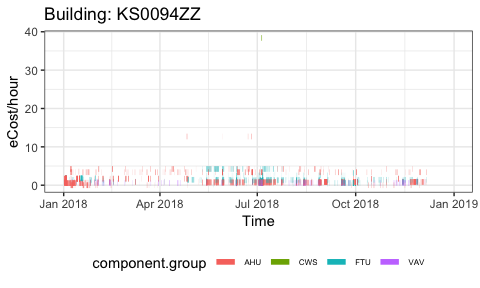 Building: KS0094ZZ
eCost/hour
40
30
20
10
0
Jan 2018 Apr 2018 Jul 2018 Oct 2018 Jan 2019
Time
component.group AHU CWS FTU VAV